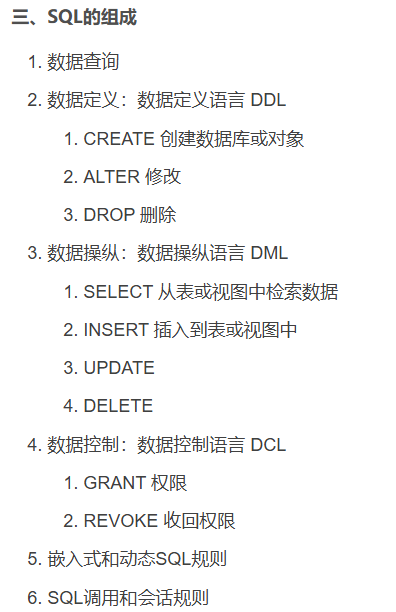 三、SQL的组成
1. 数据查询
2. 数据定义：数据定义语言 DDL
1. CREATE 创建数据库或对象
2. ALTER 修改
3. DROP 删除
3. 数据操纵：数据操纵语言 DML
1. SELECT 从表或视图中检索数据
2. INSERT 插入到表或视图中
3. UPDATE
4. DELETE
4. 数据控制：数据控制语言 DCL
1. GRANT 权限
2. REVOKE 收回权限
5. 嵌入式和动态SQL规则
6. SQL调用和会话规则